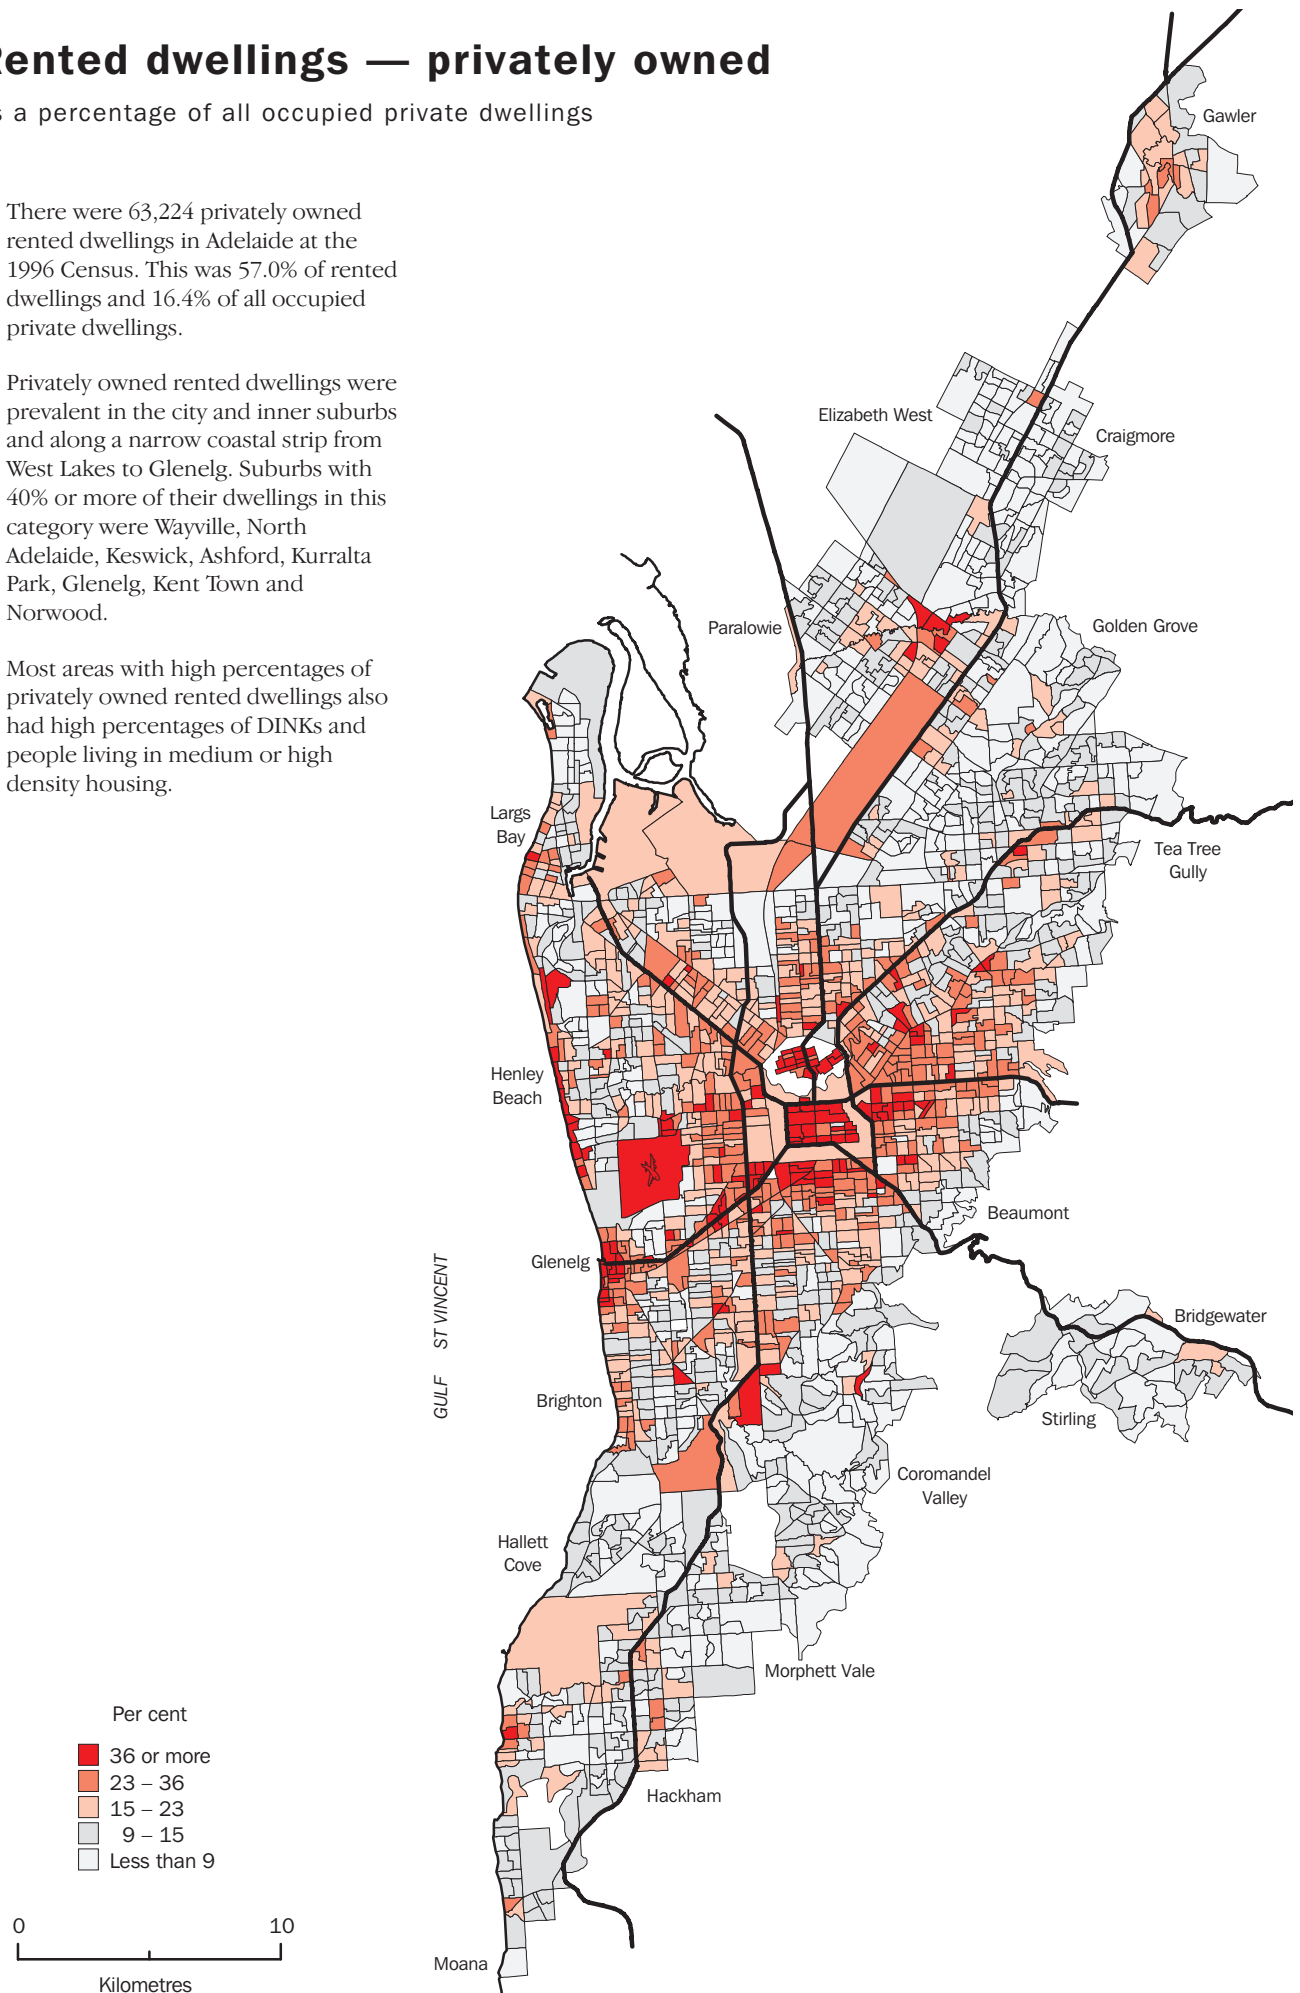 Rented dwellings — privately owned
s a percentage of all occupied private dwellings
There were 63,224 privately owned
rented dwellings in Adelaide at the
1996 Census. This was 57.0% of rented
dwellings and 16.4% of all occupied
private dwellings.
Privately owned rented dwellings were
prevalent in the city and inner suburbs
and along a narrow coastal strip from
West Lakes to Glenelg. Suburbs with
40% or more of their dwellings in this
category were Wayville, North
Adelaide, Keswick, Ashford, Kurralta
Park, Glenelg, Kent Town and
Norwood.
Most areas with high percentages of
privately owned rented dwellings also
had high percentages of DINKs and
people living in medium or high
density housing.
Gawler
Elizabeth West
Craigmore
Paralowie
Golden Grove
Largs
Bay
Tea Tree
Gully
Henley
Beach
Beaumont
Glenelg
GULF ST VINCENT
Bridgewater
Brighton
Stirling
Coromandel
Valley
Hallett
Cove
Morphett Vale
Hackham
Moana
Per cent
36 or more
23 – 36
15 – 23
9 – 15
Less than 9
0 10
Kilometres